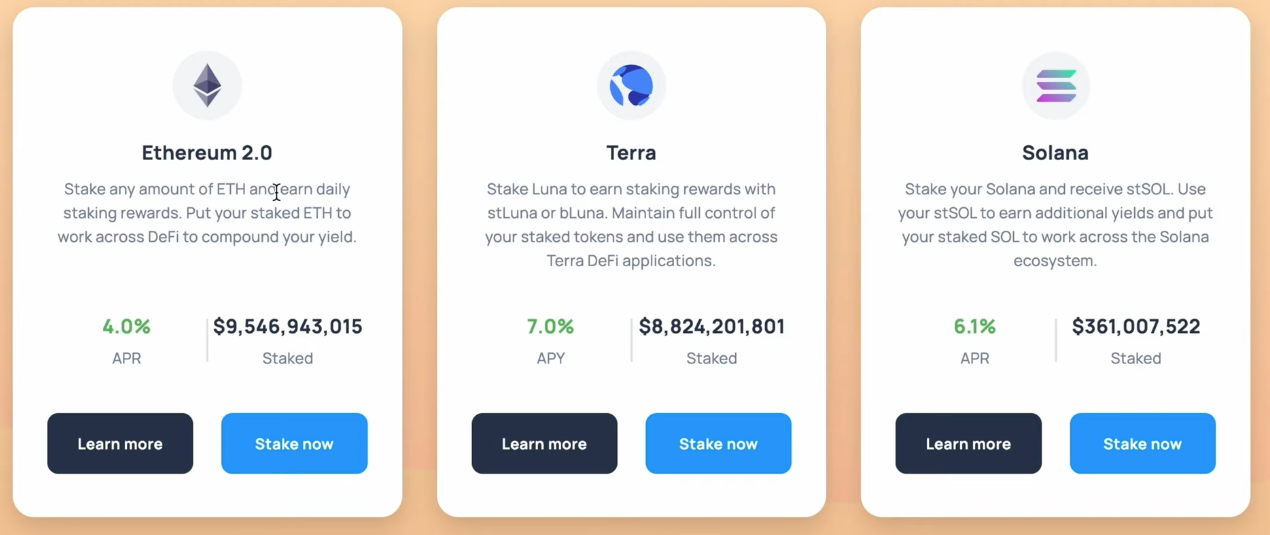 Ethereum 2.0
Stake any amount of ETH and earn daily
staking rewards. Put your staked ETH to
work across DeFi to compound your yield.
4.0%
APR
$9,546,943,015
Staked
Learn more
Stake now
Terra
Stake Luna to earn staking rewards with
stLuna or bLuna. Maintain full control of
your staked tokens and use them across
Terra DeFi applications.
7.0%
APY
$8,824,201,801
Staked
Learn more
Stake now
Solana
Stake your Solana and receive stSOL. Use
your stSOL to earn additional yields and put
your staked SOL to work across the Solana
ecosystem.
6.1%
APR
$361,007,522
Staked
Learn more
Stake now